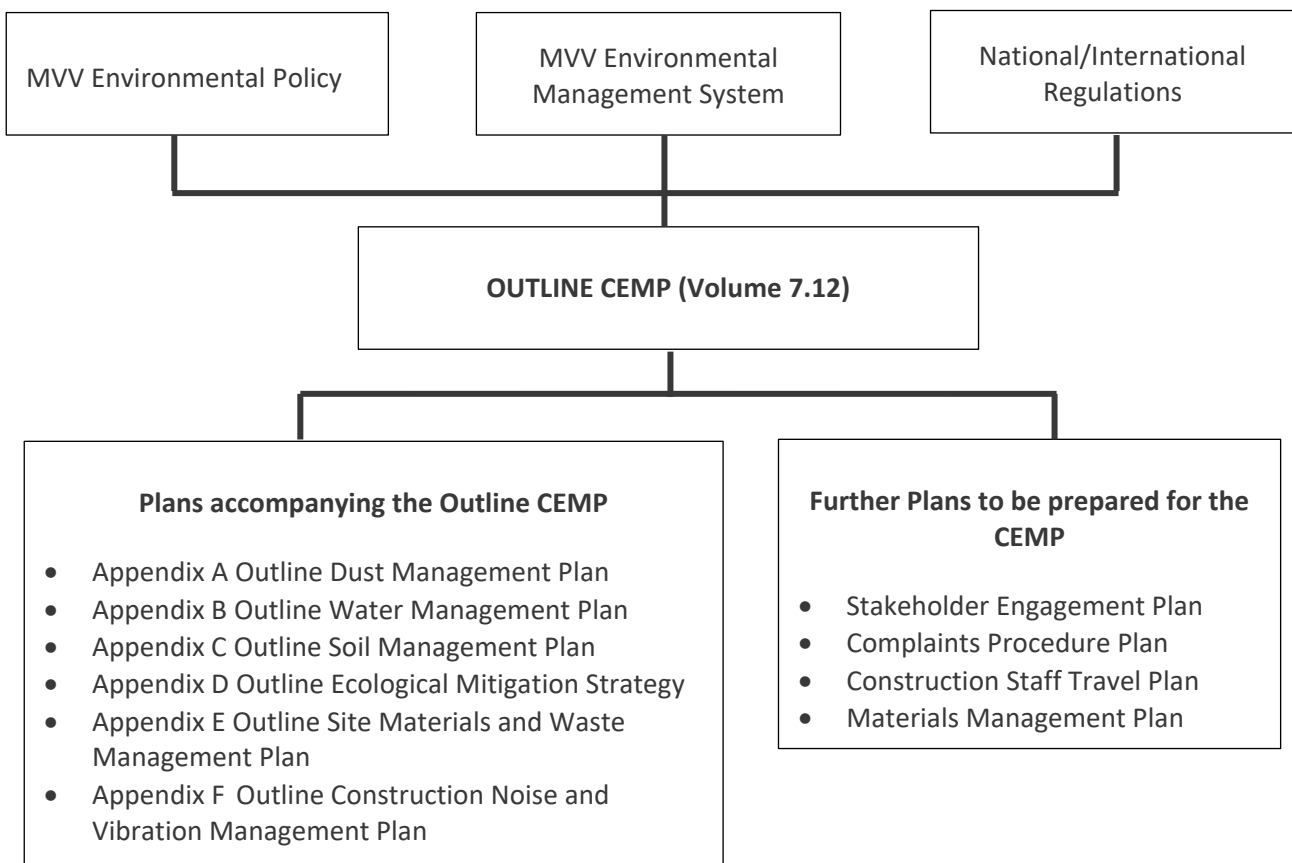 MVV Environmental Policy
MVV Environmental
Management System
National/International
Regulations
OUTLINE CEMP (Volume 7.12)
Plans accompanying the Outline CEMP
• Appendix A Outline Dust Management Plan
• Appendix B Outline Water Management Plan
• Appendix C Outline Soil Management Plan
• Appendix D Outline Ecological Mitigation Strategy
• Appendix E Outline Site Materials and Waste
Management Plan
• Appendix F Outline Construction Noise and
Vibration Management Plan
Further Plans to be prepared for the
CEMP
• Stakeholder Engagement Plan
• Complaints Procedure Plan
• Construction Staff Travel Plan
• Materials Management Plan